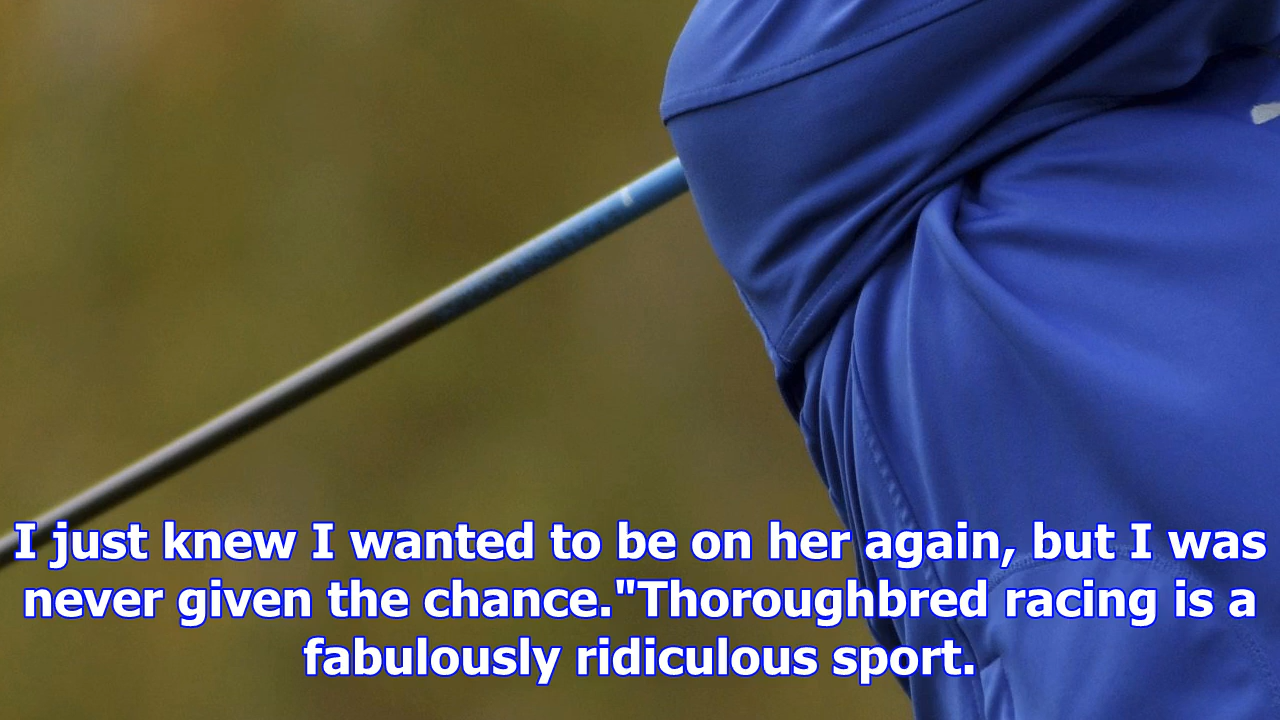 I just knew I wanted to be on her again, but I was
never given the chance."Thoroughbred racing is a
fabulously ridiculous sport.